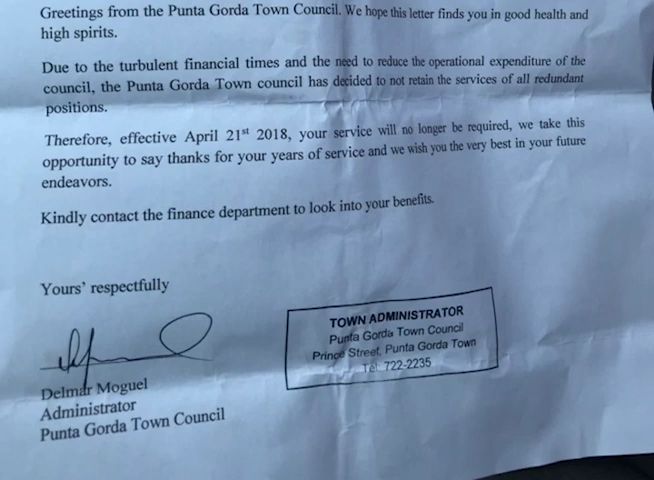 Greetings from the Punta Gorda Town Council. We hope this letter finds you in good health and
high spirits.
Due to the turbulent financial times and the need to reduce the operational expenditure of the
council, the Punta Gorda Town council has decided to not retain the services of all redundant
positions.
Therefore, effective April 21st 2018, your service will no longer be required, we take this
opportunity to say thanks for your years of service and we wish you the very best in your future
endeavors.
Kindly contact the finance department to look into your benefits.
Yours’ respectfully
Delmar Moguel
Administrator
Punta Gorda Town Council
TOWN ADMINISTRATOR
Punta Gorda Town Council
Prince Street, Punta Gorda Town
Tel: 722-2235